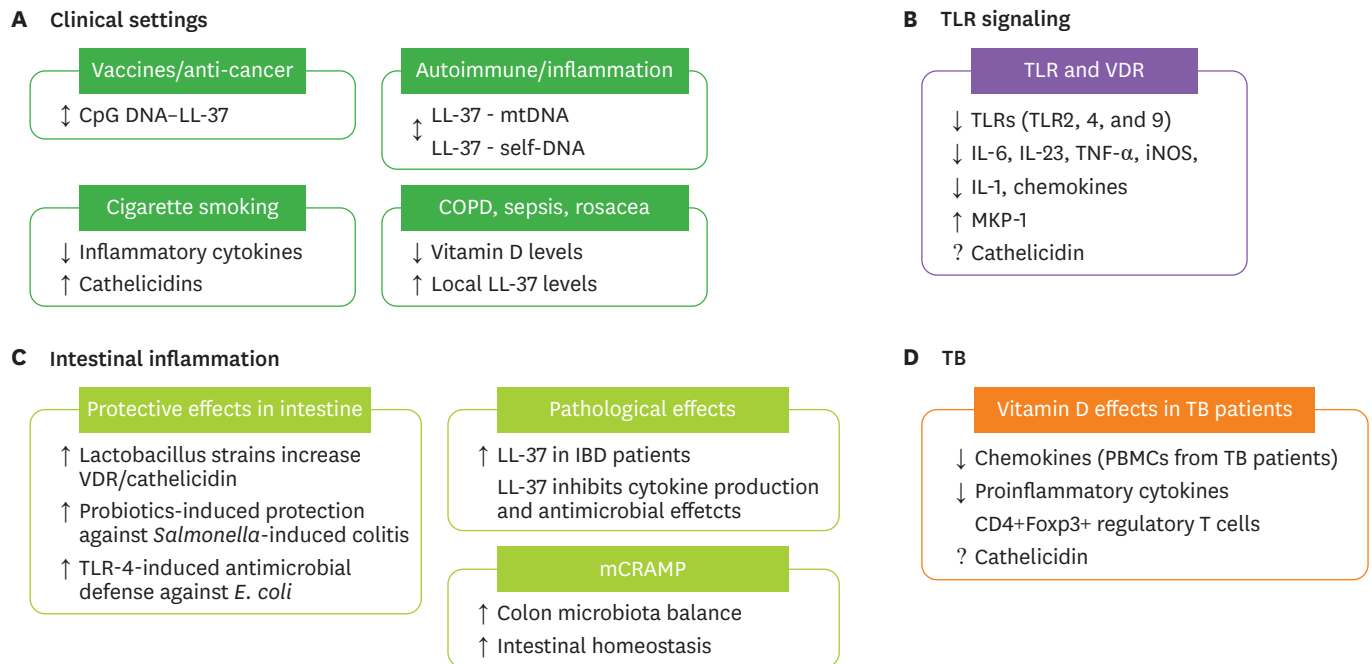 A Clinical settings
Vaccines/anti-cancer
↕ CpG DNA–LL-37
Autoimmune/inflammation
↕ LL-37 - mtDNA
LL-37 - self-DNA
Cigarette smoking
↓ Inflammatory cytokines
↑ Cathelicidins
COPD, sepsis, rosacea
↓ Vitamin D levels
↑ Local LL-37 levels
B TLR signaling
TLR and VDR
↓ TLRs (TLR2, 4, and 9)
↓ IL-6, IL-23, TNF-α, iNOS,
↓ IL-1, chemokines
↑ MKP-1
? Cathelicidin
C Intestinal inflammation
Protective effects in intestine
↑ Lactobacillus strains increase
VDR/cathelicidin
↑ Probiotics-induced protection
against Salmonella-induced colitis
↑ TLR-4-induced antimicrobial
defense against E. coli
Pathological effects
↑ LL-37 in IBD patients
LL-37 inhibits cytokine production
and antimicrobial effetcts
mCRAMP
↑ Colon microbiota balance
↑ Intestinal homeostasis
D TB
Vitamin D effects in TB patients
↓ Chemokines (PBMCs from TB patients)
↓ Proinflammatory cytokines
CD4+Foxp3+ regulatory T cells
? Cathelicidin